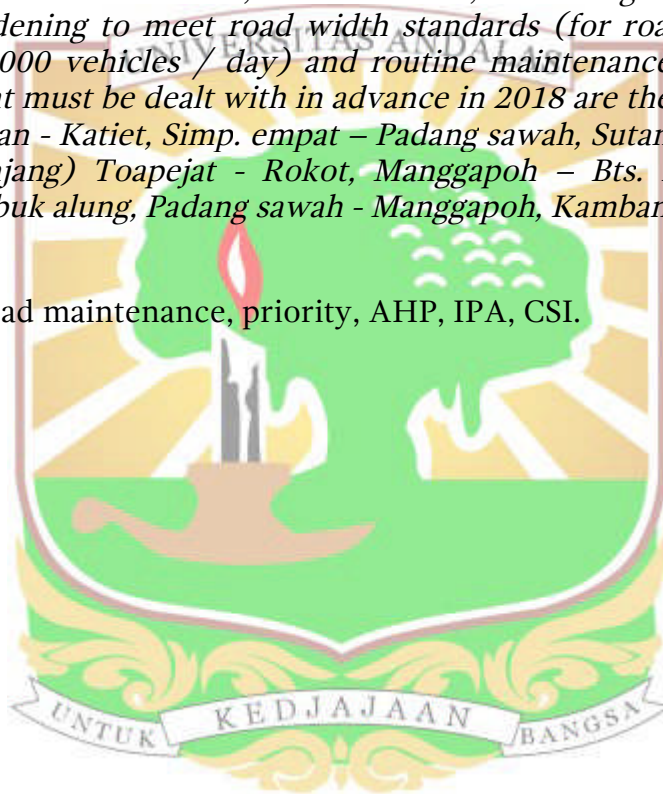 dening to meet road width standards (for roa
UNIVERSITAS ANDALAS
000 vehicles / day) and routine maintenance
t must be dealt with in advance in 2018 are the
an - Katiet, Simp. empat – Padang sawah, Sutan
jang) Toapejat - Rokot, Manggapoh – Bts.
buk alung, Padang sawah - Manggapoh, Kamban
ad maintenance, priority, AHP, IPA, CSI.
UNTUK KEDJAJAAN BANGSA